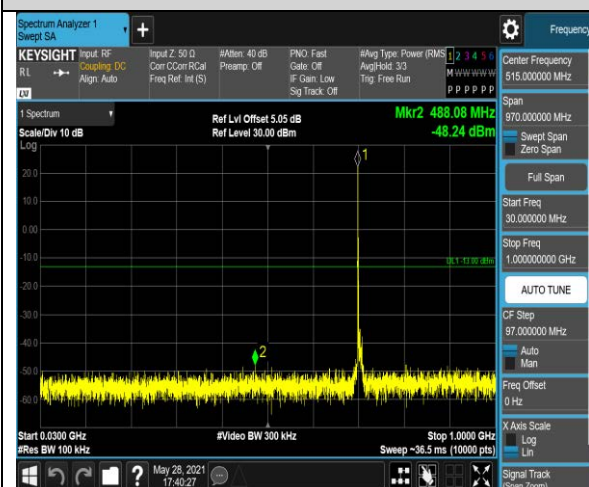 Spectrum Analyzer 1
Swept SA
+
Frequency
KEYSIGHT
RL
Input: RF
Coupling: DC
Align: Auto
Input Z: 50 Ω
Corr CCorr RCal
Freq Ref: Int (S)
#Atten: 40 dB
Preamp: Off
PNO: Fast
Gate: Off
IF Gain: Low
Sig Track: Off
#Avg Type: Power (RMS
Avg|Hold: 3/3
Trig: Free Run
1 2 3 4 5 6
M W W W W W
P P P P P P
1 Spectrum
Scale/Div 10 dB
Log
Ref Lvl Offset 5.05 dB
Ref Level 30.00 dBm
Mkr2 488.08 MHz
-48.24 dBm
20.0
10.0
0.00
-10.0
-20.0
-30.0
-40.0
-50.0
-60.0
1
DL1 -13.00 dBm
2
Start 0.0300 GHz
#Res BW 100 kHz
#Video BW 300 kHz
Stop 1.0000 GHz
Sweep ~36.5 ms (10000 pts)
May 28, 2021
17:40:27
Center Frequency
515.000000 MHz
Span
970.000000 MHz
Swept Span
Zero Span
Full Span
Start Freq
30.000000 MHz
Stop Freq
1.000000000 GHz
AUTO TUNE
CF Step
97.000000 MHz
Auto
Man
Freq Offset
0 Hz
X Axis Scale
Log
Lin
Signal Track
(Span Zoom)